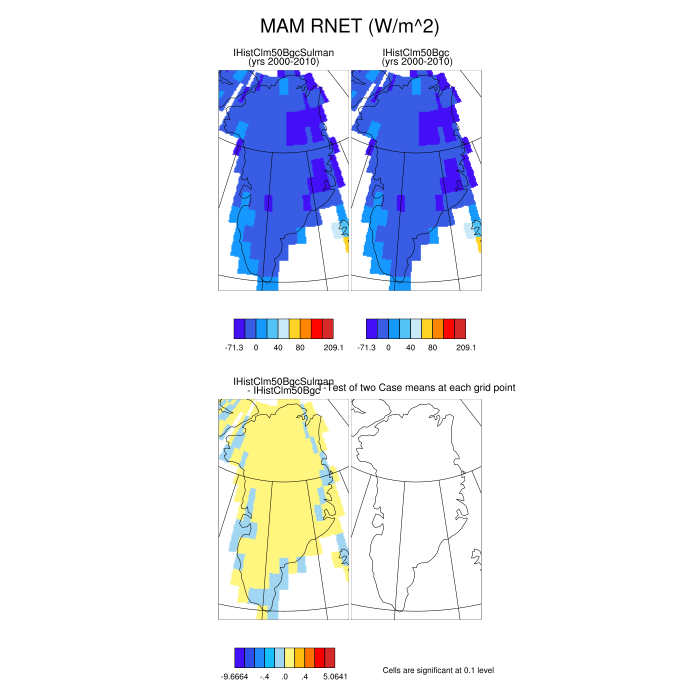 MAM RNET (W/m^2)
IHistClm50BgcSulman
(yrs 2000-2010)
IHistClm50Bgc
(yrs 2000-2010)
-71.3 0 40 80 209.1
-71.3 0 40 80 209.1
IHistClm50BgcSulman
- IHistClm50Bgc
T-Test of two Case means at each grid point
-9.6664 -.4 .0 .4 5.0641
Cells are significant at 0.1 level